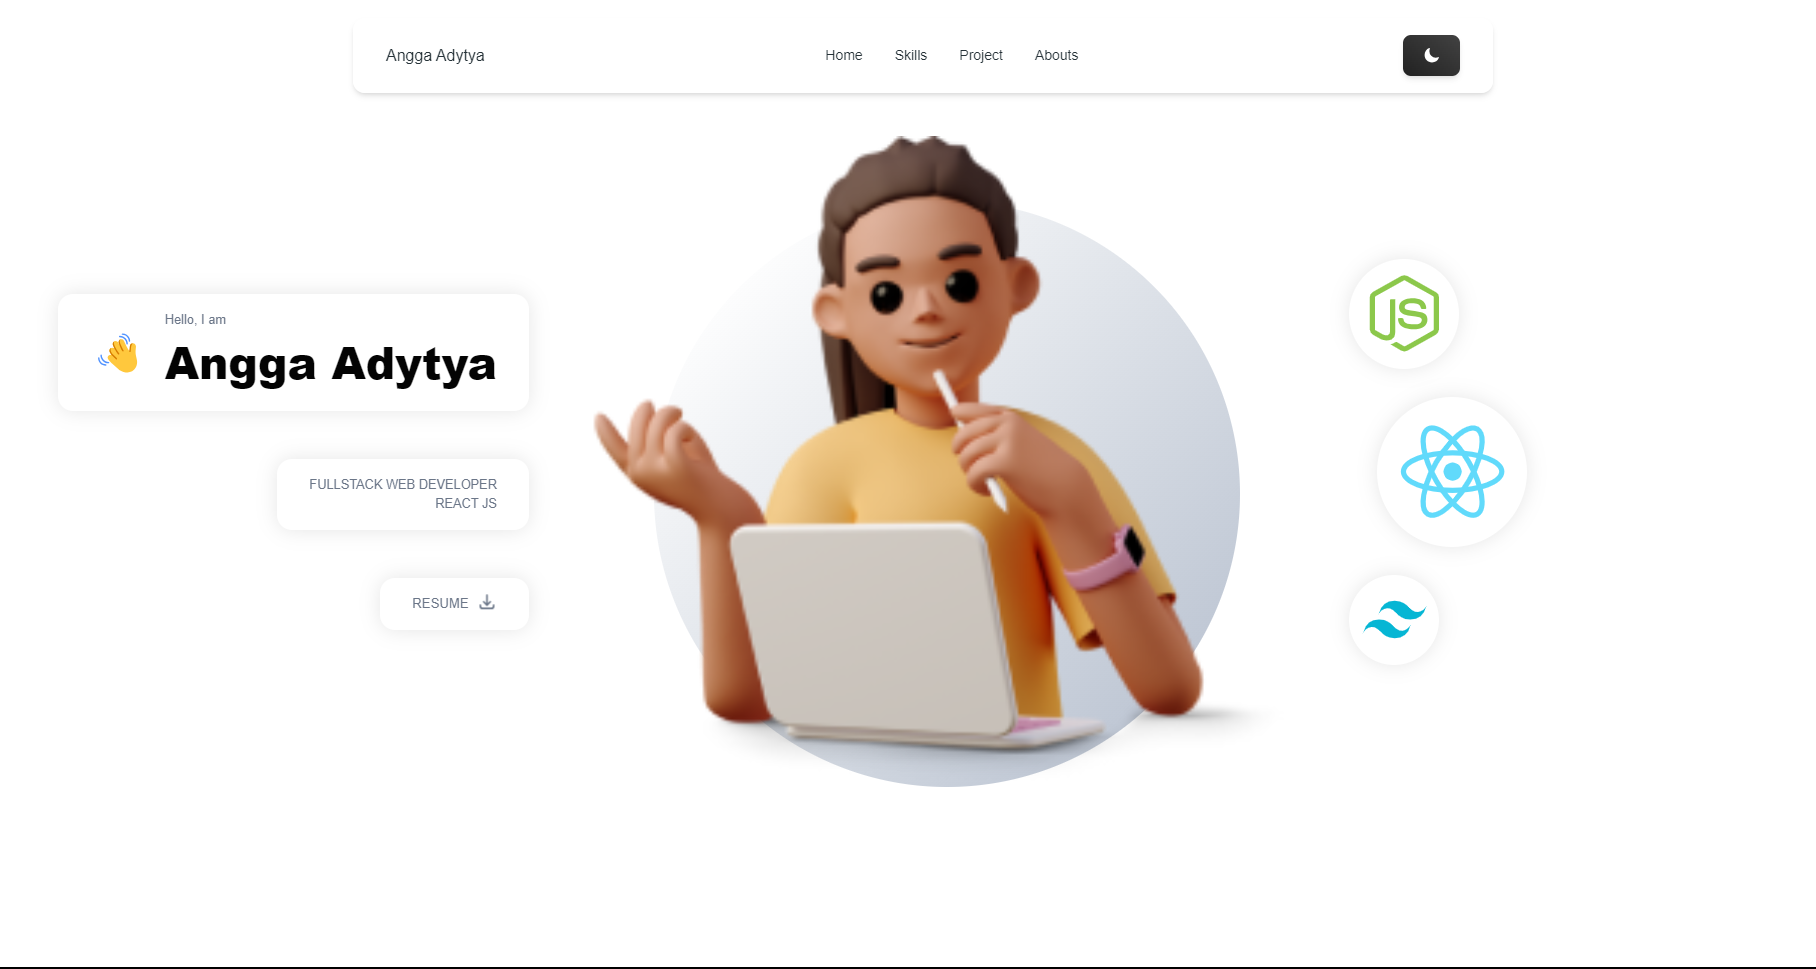 Angga Adytya
Home
Skills
Project
Abouts
Hello, I am
Angga Adytya
FULLSTACK WEB DEVELOPER
REACT JS
RESUME
JS